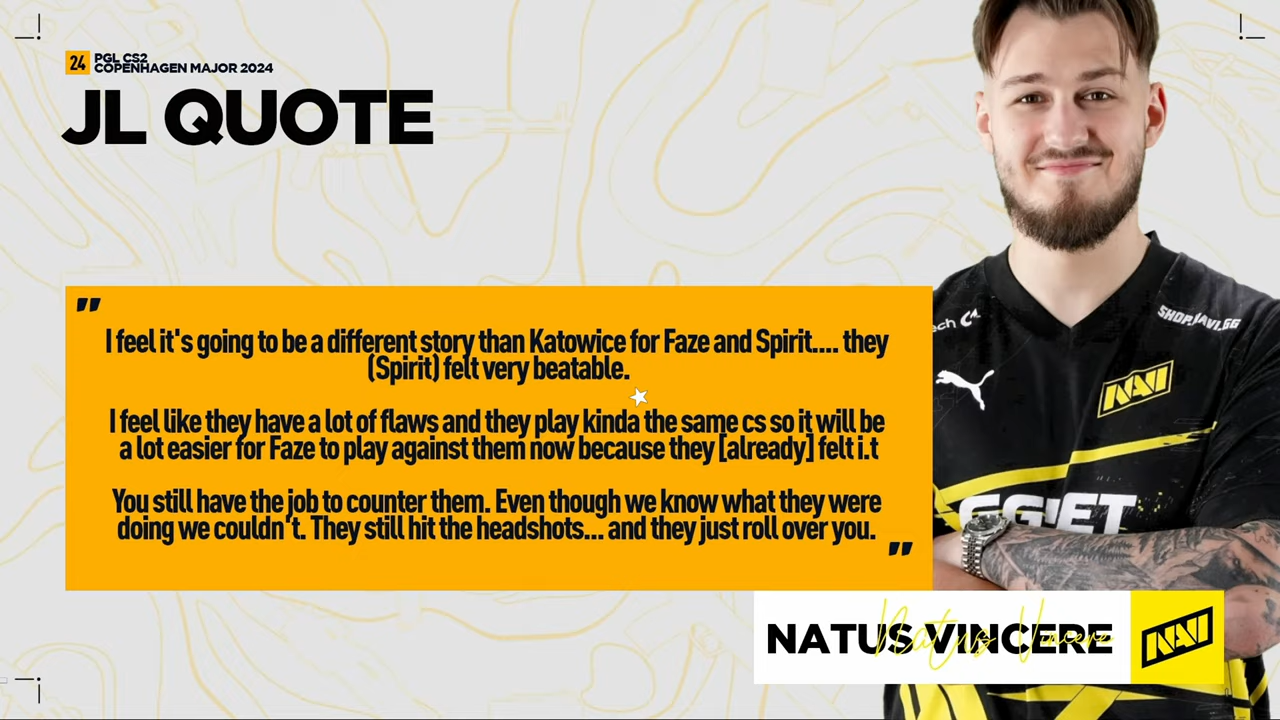 24 PGL CS2
COPENHAGEN MAJOR 2024
JL QUOTE
"
I feel it's going to be a different story than Katowice for Faze and Spirit.... they
(Spirit) felt very beatable.
I feel like they have a lot of flaws and they play kinda the same cs so it will be
a lot easier for Faze to play against them now because they [already] felt i.t
You still have the job to counter them. Even though we know what they were
doing we couldn't. They still hit the headshots... and they just roll over you.
"
SHOP.NAVI.GG
NAVI
NATUS VINCERE
Natus Vincere
NAVI